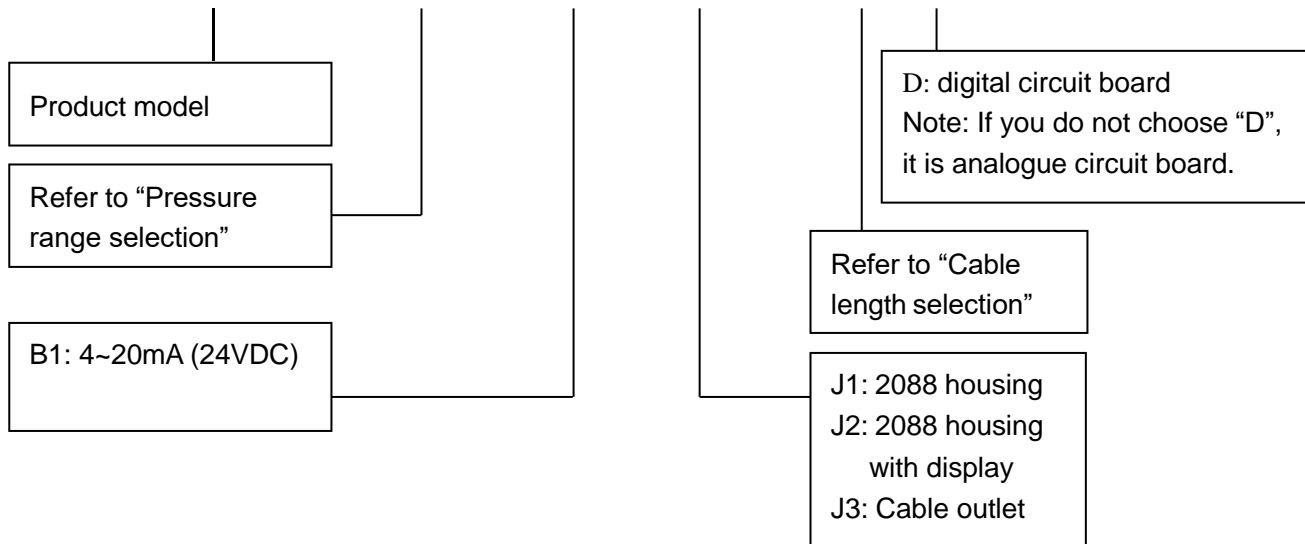 Product model
Refer to “Pressure
range selection”
B1: 4~20mA (24VDC)
D: digital circuit board
Note: If you do not choose “D”,
it is analogue circuit board.
Refer to “Cable
length selection”
J1: 2088 housing
J2: 2088 housing
with display
J3: Cable outlet